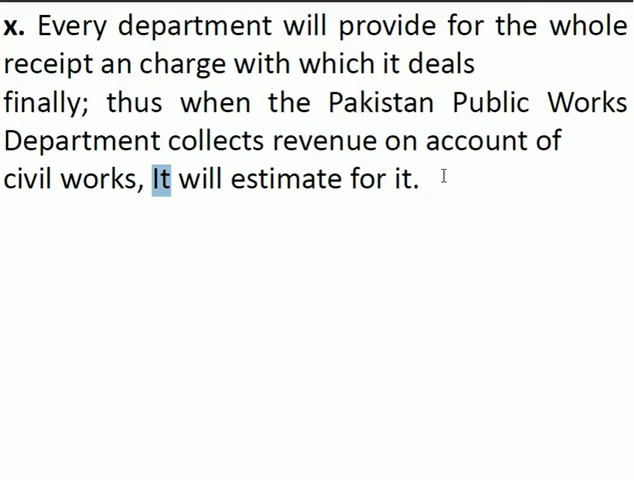 x. Every department will provide for the whole
receipt an charge with which it deals
finally; thus when the Pakistan Public Works
Department collects revenue on account of
civil works, It will estimate for it.